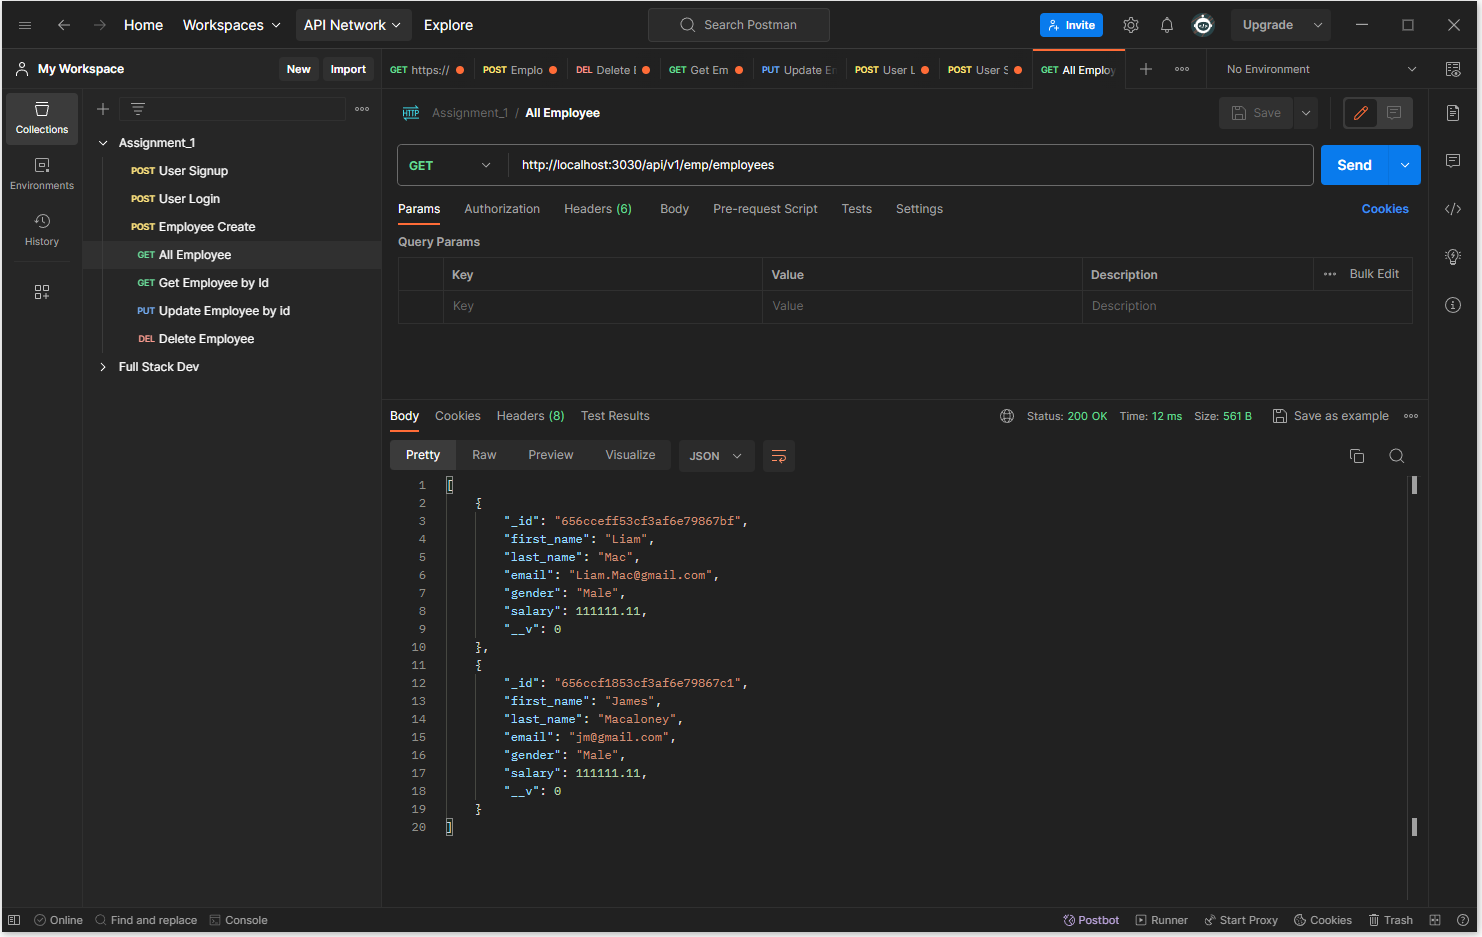 Home Workspaces API Network Explore Search Postman Invite Upgrade
My Workspace New Import GET https:// POST Emplo DEL Delete E GET Get Em PUT Update Em POST User L POST User S GET All Employ No Environment
Collections
Environments
History
Assignment_1
POST User Signup
POST User Login
POST Employee Create
GET All Employee
GET Get Employee by Id
PUT Update Employee by id
DEL Delete Employee
Full Stack Dev
HTTP Assignment_1 / All Employee Save
GET http://localhost:3030/api/v1/emp/employees Send
Params Authorization Headers (6) Body Pre-request Script Tests Settings Cookies
Query Params
Key Value Description Bulk Edit
Key Value Description
Body Cookies Headers (8) Test Results Status: 200 OK Time: 12 ms Size: 561 B Save as example
Pretty Raw Preview Visualize JSON
1 [
2 {
3 "_id": "656cceff53cf3af6e79867bf",
4 "first_name": "Liam",
5 "last_name": "Mac",
6 "email": "Liam.Mac@gmail.com",
7 "gender": "Male",
8 "salary": 111111.11,
9 "__v": 0
10 },
11 {
12 "_id": "656ccf1853cf3af6e79867c1",
13 "first_name": "James",
14 "last_name": "Macaloney",
15 "email": "jm@gmail.com",
16 "gender": "Male",
17 "salary": 111111.11,
18 "__v": 0
19 }
20 ]
Online Find and replace Console Postbot Runner Start Proxy Cookies Trash